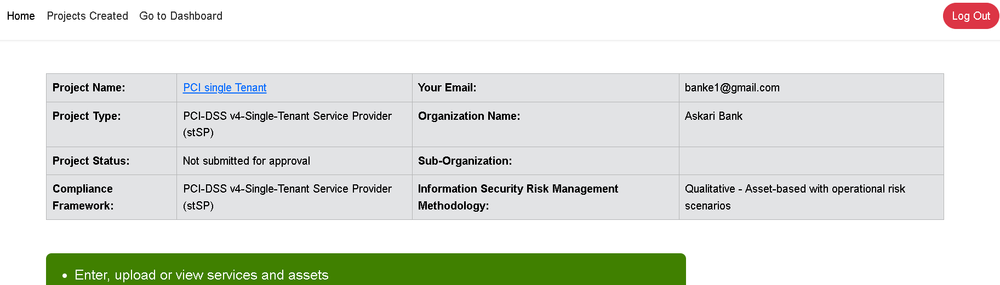 Home Projects Created Go to Dashboard Log Out
Project Name: PCI single Tenant Your Email: banke1@gmail.com
Project Type: PCI-DSS v4-Single-Tenant Service Provider Organization Name: Askari Bank
(stSP)
Project Status: Not submitted for approval Sub-Organization:
Compliance PCI-DSS v4-Single-Tenant Service Provider Information Security Risk Management Qualitative - Asset-based with operational risk
Framework: (stSP) Methodology: scenarios
• Enter, upload or view services and assets